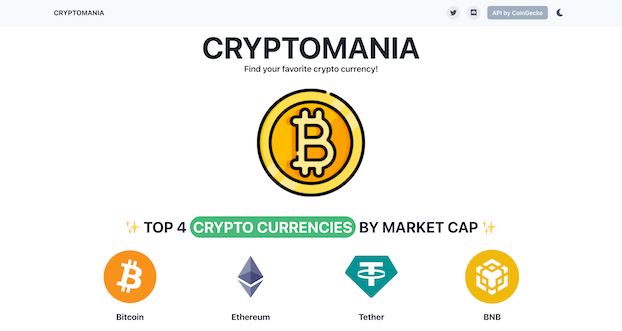 CRYPTOMANIA
API by CoinGecko
CRYPTOMANIA
Find your favorite crypto currency!
✨ TOP 4 CRYPTO CURRENCIES BY MARKET CAP ✨
Bitcoin Ethereum Tether BNB